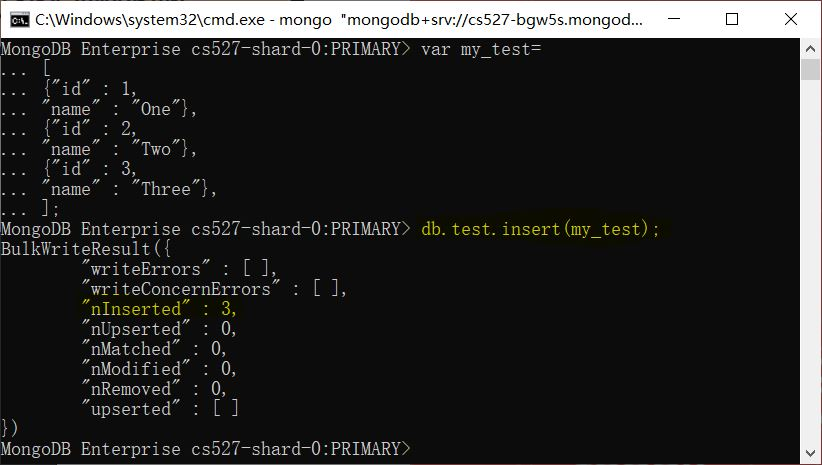 C:\Windows\system32\cmd.exe - mongo "mongodb+srv://cs527-bgw5s.mongod...
MongoDB Enterprise cs527-shard-0:PRIMARY> var my_test=
... [
... {"id" : 1,
... "name" : "One"},
... {"id" : 2,
... "name" : "Two"},
... {"id" : 3,
... "name" : "Three"},
... ];
MongoDB Enterprise cs527-shard-0:PRIMARY> db.test.insert(my_test);
BulkWriteResult({
        "writeErrors" : [ ],
        "writeConcernErrors" : [ ],
        "nInserted" : 3,
        "nUpserted" : 0,
        "nMatched" : 0,
        "nModified" : 0,
        "nRemoved" : 0,
        "upserted" : [ ]
})
MongoDB Enterprise cs527-shard-0:PRIMARY>